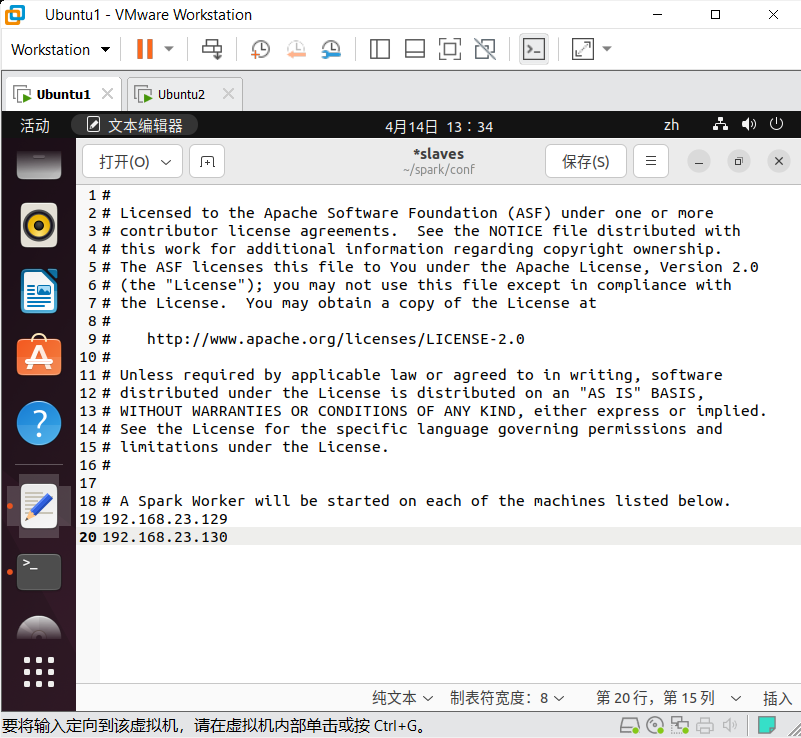 Ubuntu1 - VMware Workstation
Workstation
Ubuntu1
Ubuntu2
活动
文本编辑器
4月14日 13：34
zh
打开(O)
*slaves
~/spark/conf
保存(S)
1 #
2 # Licensed to the Apache Software Foundation (ASF) under one or more
3 # contributor license agreements.  See the NOTICE file distributed with
4 # this work for additional information regarding copyright ownership.
5 # The ASF licenses this file to You under the Apache License, Version 2.0
6 # (the "License"); you may not use this file except in compliance with
7 # the License.  You may obtain a copy of the License at
8 #
9 #    http://www.apache.org/licenses/LICENSE-2.0
10 #
11 # Unless required by applicable law or agreed to in writing, software
12 # distributed under the License is distributed on an "AS IS" BASIS,
13 # WITHOUT WARRANTIES OR CONDITIONS OF ANY KIND, either express or implied.
14 # See the License for the specific language governing permissions and
15 # limitations under the License.
16 #
17
18 # A Spark Worker will be started on each of the machines listed below.
19 192.168.23.129
20 192.168.23.130
纯文本 制表符宽度：8 第 20 行，第 15 列 插入
要将输入定向到该虚拟机，请在虚拟机内部单击或按 Ctrl+G。